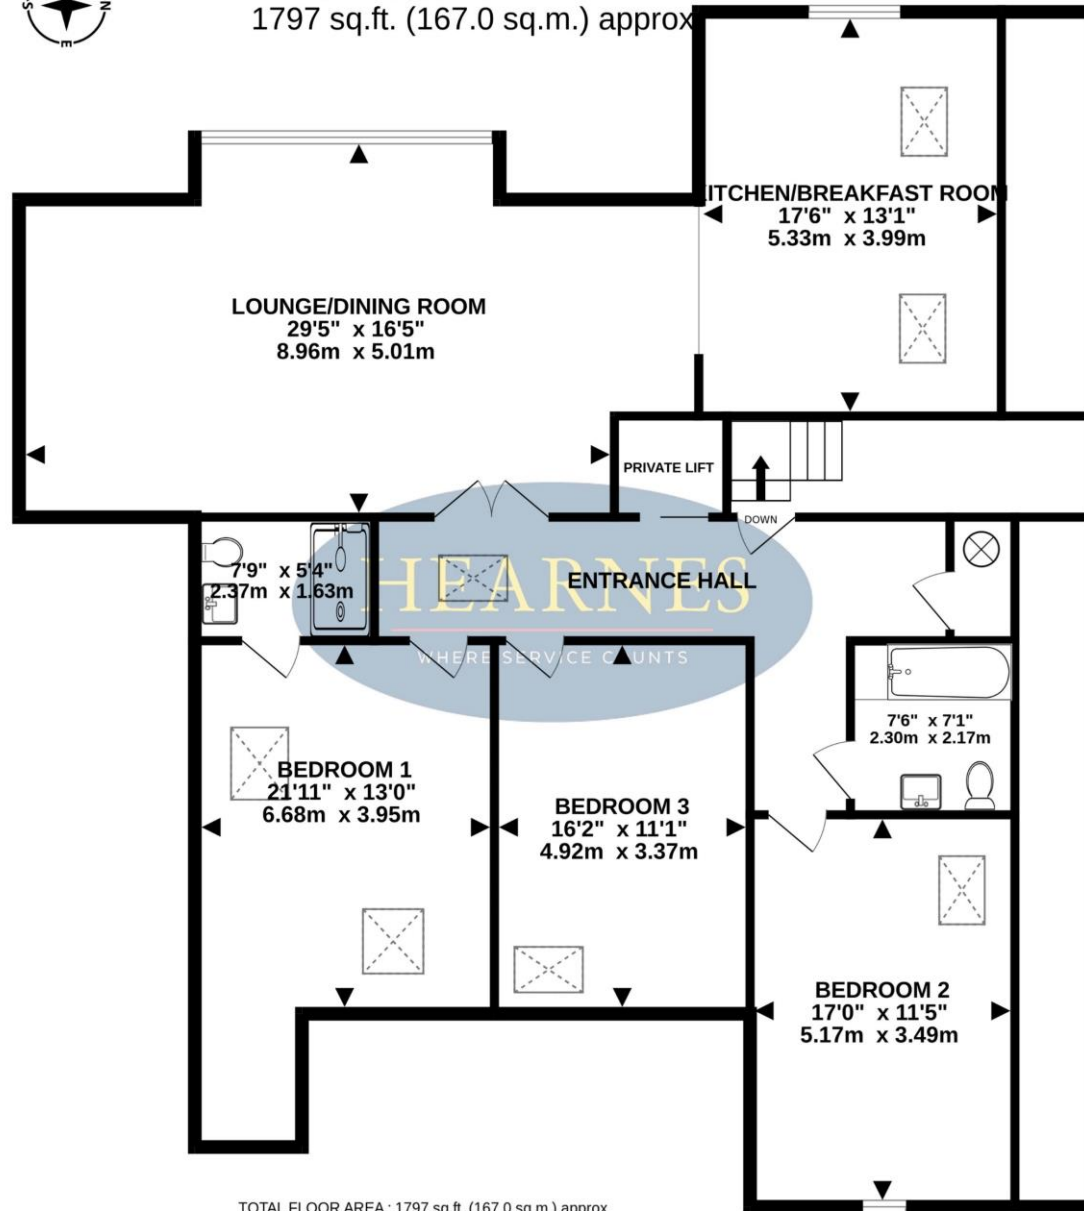 S N
E
1797 sq.ft. (167.0 sq.m.) approx
KITCHEN/BREAKFAST ROOM
17'6" x 13'1"
5.33m x 3.99m
LOUNGE/DINING ROOM
29'5" x 16'5"
8.96m x 5.01m
PRIVATE LIFT
DOWN
7'9" x 5'4"
2.37m x 1.63m
HEARNES
ENTRANCE HALL
WHERE SERVICE COUNTS
7'6" x 7'1"
2.30m x 2.17m
BEDROOM 1
21'11" x 13'0"
6.68m x 3.95m
BEDROOM 3
16'2" x 11'1"
4.92m x 3.37m
BEDROOM 2
17'0" x 11'5"
5.17m x 3.49m
TOTAL FLOOR AREA : 1797 sq.ft. (167.0 sq.m.) approx.